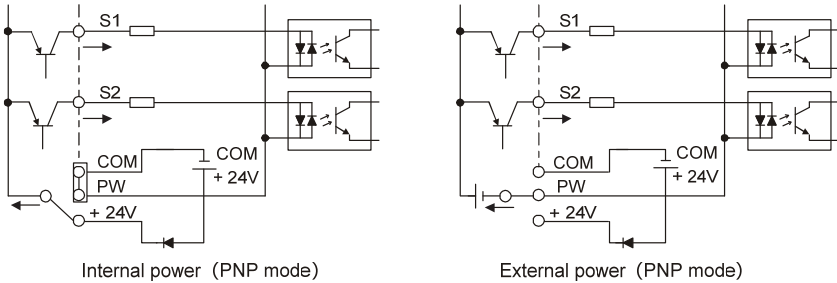 S1
S2
COM
COM
+ 24V
PW
+ 24V
Internal power (PNP mode)
S1
S2
COM
COM
+ 24V
PW
+ 24V
External power (PNP mode)